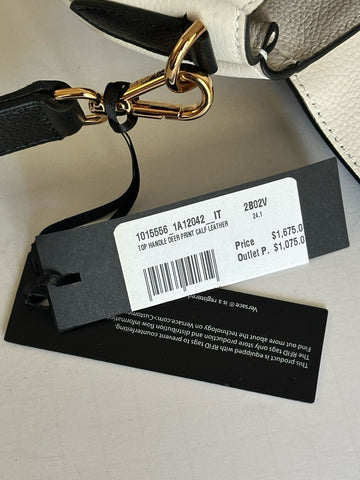 1015556_1A12042__IT 2B02V
TOP HANDLE DEER PRINT CALF LEATHER 24.1
Price $1,675.0
Outlet P. $1,075.0
This product is equipped with RFID tags to prevent counterfeiting.
The RFID tags only store production and distribution flow information
Find out more about the technology on Versace.com>Customer
Versace® is a registered